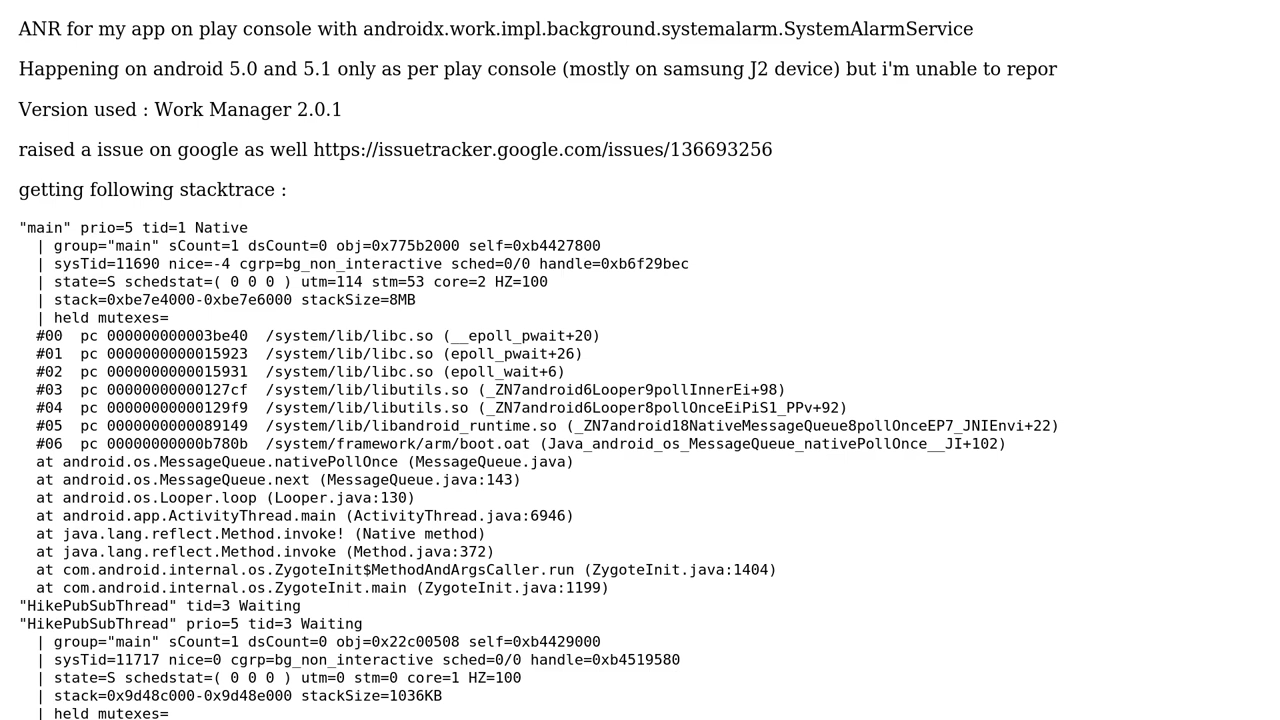 ANR for my app on play console with androidx.work.impl.background.systemalarm.SystemAlarmService
Happening on android 5.0 and 5.1 only as per play console (mostly on samsung J2 device) but i'm unable to repor
Version used : Work Manager 2.0.1
raised a issue on google as well https://issuetracker.google.com/issues/136693256
getting following stacktrace :
"main" prio=5 tid=1 Native
  | group="main" sCount=1 dsCount=0 obj=0x775b2000 self=0xb4427800
  | sysTid=11690 nice=-4 cgrp=bg_non_interactive sched=0/0 handle=0xb6f29bec
  | state=S schedstat=( 0 0 0 ) utm=114 stm=53 core=2 HZ=100
  | stack=0xbe7e4000-0xbe7e6000 stackSize=8MB
  | held mutexes=
  #00  pc 000000000003be40  /system/lib/libc.so (__epoll_pwait+20)
  #01  pc 0000000000015923  /system/lib/libc.so (epoll_pwait+26)
  #02  pc 0000000000015931  /system/lib/libc.so (epoll_wait+6)
  #03  pc 00000000000127cf  /system/lib/libutils.so (_ZN7android6Looper9pollInnerEi+98)
  #04  pc 00000000000129f9  /system/lib/libutils.so (_ZN7android6Looper8pollOnceEiPiS1_PPv+92)
  #05  pc 0000000000089149  /system/lib/libandroid_runtime.so (_ZN7android18NativeMessageQueue8pollOnceEP7_JNIEnvi+22)
  #06  pc 00000000000b780b  /system/framework/arm/boot.oat (Java_android_os_MessageQueue_nativePollOnce__JI+102)
  at android.os.MessageQueue.nativePollOnce (MessageQueue.java)
  at android.os.MessageQueue.next (MessageQueue.java:143)
  at android.os.Looper.loop (Looper.java:130)
  at android.app.ActivityThread.main (ActivityThread.java:6946)
  at java.lang.reflect.Method.invoke! (Native method)
  at java.lang.reflect.Method.invoke (Method.java:372)
  at com.android.internal.os.ZygoteInit$MethodAndArgsCaller.run (ZygoteInit.java:1404)
  at com.android.internal.os.ZygoteInit.main (ZygoteInit.java:1199)
"HikePubSubThread" tid=3 Waiting
"HikePubSubThread" prio=5 tid=3 Waiting
  | group="main" sCount=1 dsCount=0 obj=0x22c00508 self=0xb4429000
  | sysTid=11717 nice=0 cgrp=bg_non_interactive sched=0/0 handle=0xb4519580
  | state=S schedstat=( 0 0 0 ) utm=0 stm=0 core=1 HZ=100
  | stack=0x9d48c000-0x9d48e000 stackSize=1036KB
  | held mutexes=